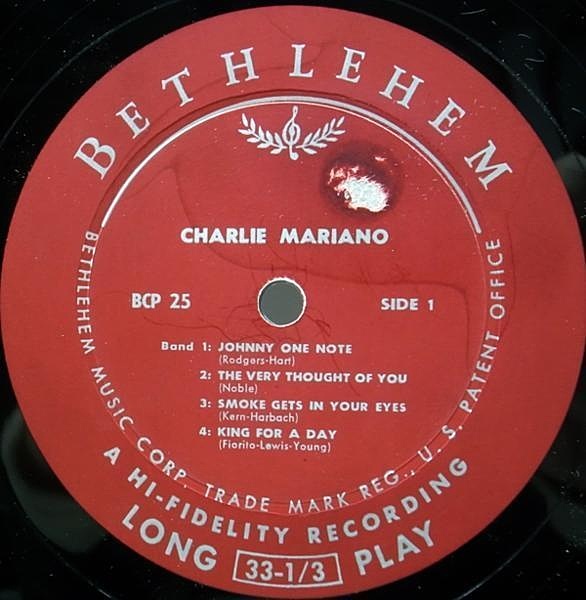 BETHLEHEM
CHARLIE MARIANO
BCP 25
SIDE 1
Band 1: JOHNNY ONE NOTE
(Rodgers-Hart)
2: THE VERY THOUGHT OF YOU
(Noble)
3: SMOKE GETS IN YOUR EYES
(Kern-Harbach)
4: KING FOR A DAY
(Fiorito-Lewis-Young)
BETHLEHEM MUSIC CORP. TRADE MARK REG., U. S. PATENT OFFICE
A HI-FIDELITY RECORDING
LONG 33-1/3 PLAY